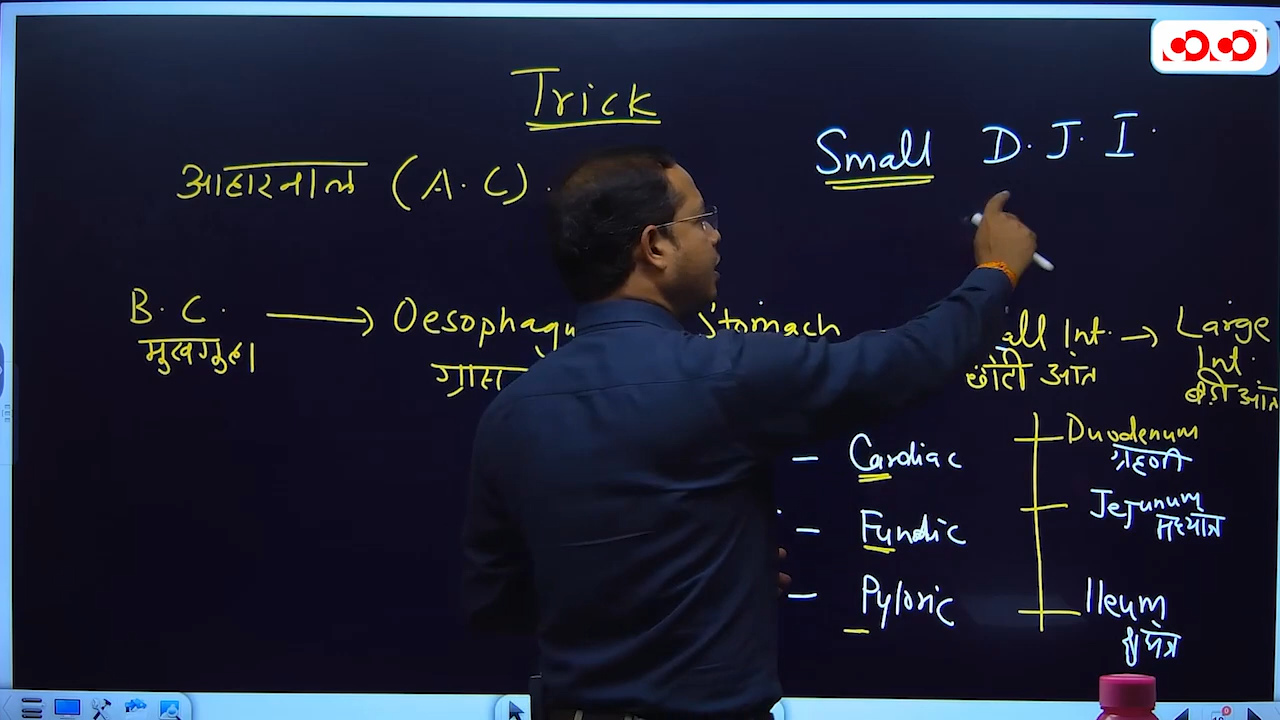 Trick
Small D. J. I.
आहारनाल (A.C).
B.C. → Oesophagu
मुखगुहा
Stomach
all Int. → Large
Int.
छोटी आंत
बड़ी आंत
ग्रास
– Cardiac
– Fundic
– Pyloric
Duodenum
ग्रहणी
Jejunum
मध्यांत्र
Ileum